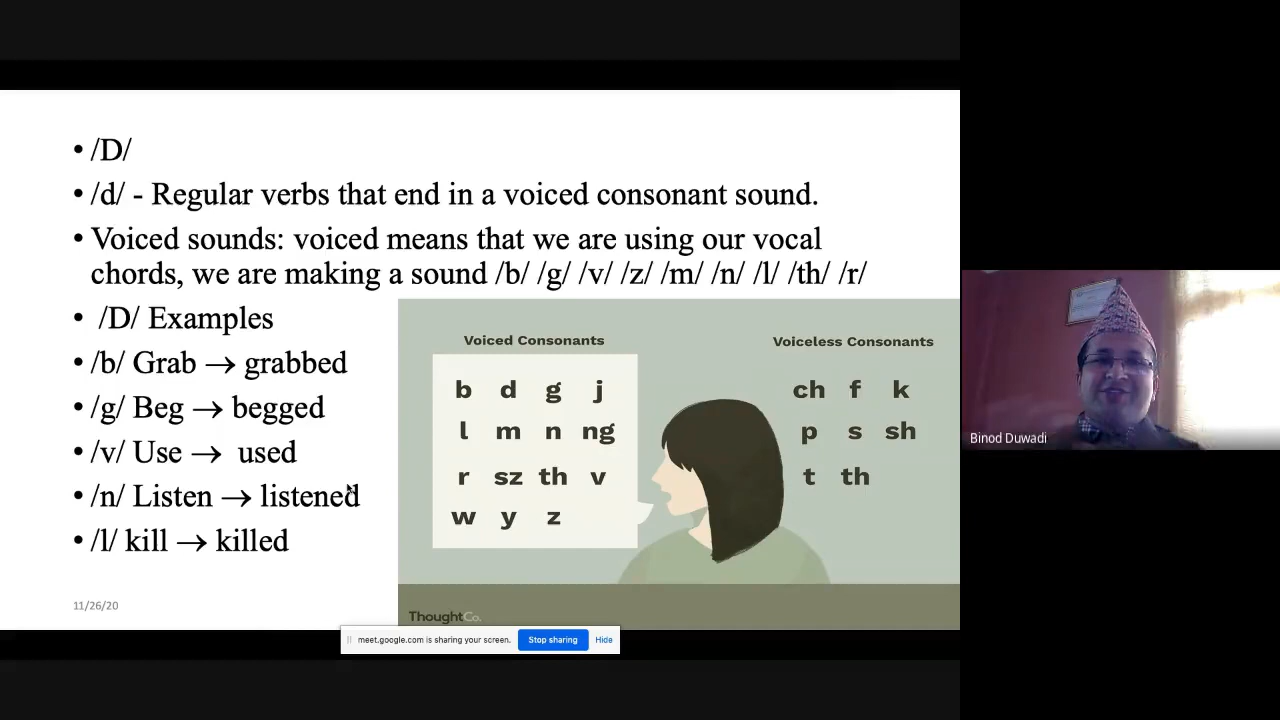 • /D/
• /d/ - Regular verbs that end in a voiced consonant sound.
• Voiced sounds: voiced means that we are using our vocal
chords, we are making a sound /b/ /g/ /v/ /z/ /m/ /n/ /l/ /th/ /r/
• /D/ Examples
• /b/ Grab → grabbed
• /g/ Beg → begged
• /v/ Use → used
• /n/ Listen → listened
• /l/ kill → killed
11/26/20
Voiced Consonants
b d g j
l m n ng
r sz th v
w y z
Voiceless Consonants
ch f k
p s sh
t th
ThoughtCo.
meet.google.com is sharing your screen. Stop sharing Hide
Binod Duwadi